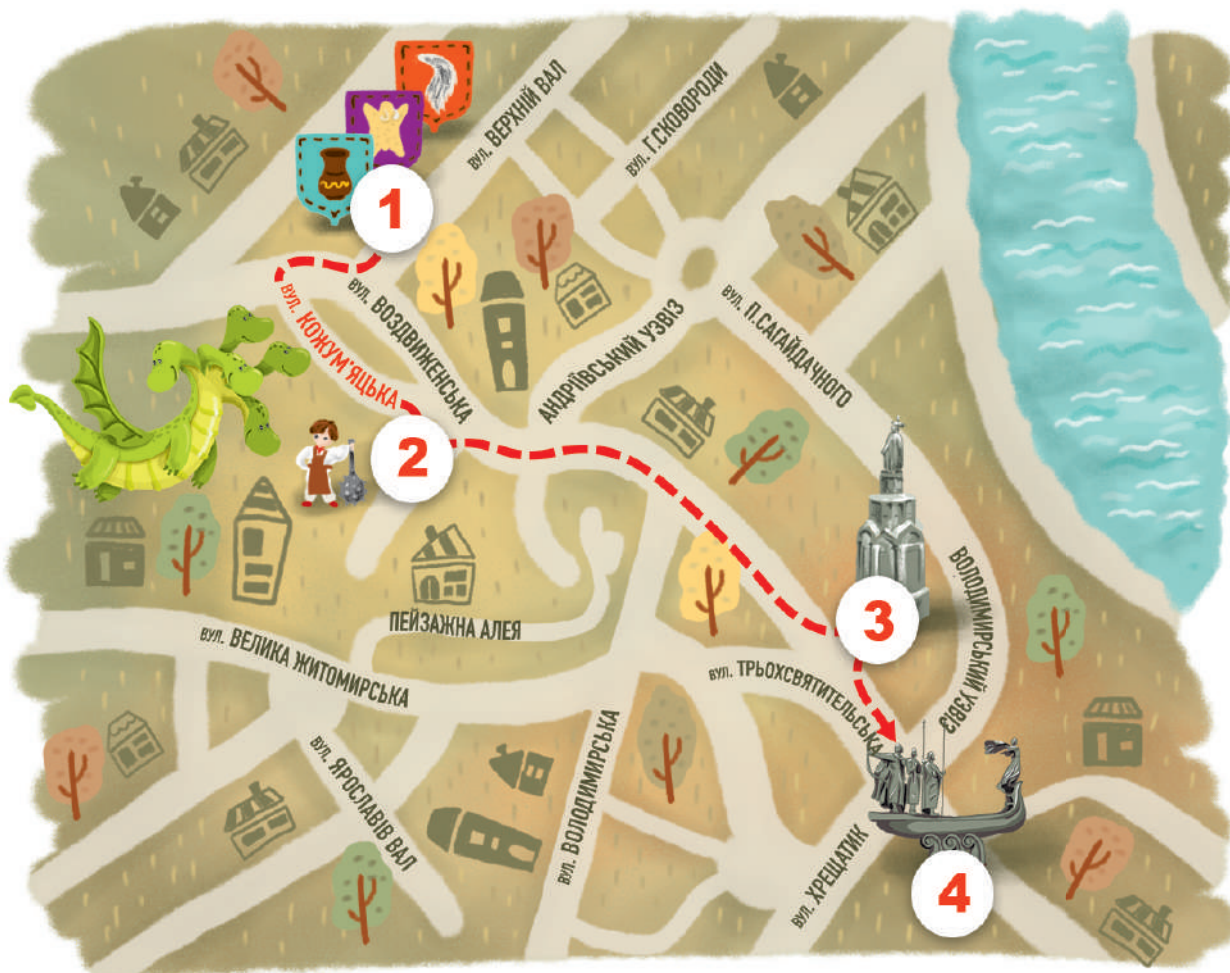 вул. ВЕРХНІЙ ВАЛ
вул. Г.СКОВОРОДИ
1
вул. КОЖУМ'ЯЦЬКА
вул. ВОЗДВИЖЕНСЬКА
АНДРІЇВСЬКИЙ УЗВІЗ
вул. П.САГАЙДАЧНОГО
2
3
ВОЛОДИМИРСЬКИЙ УЗВІЗ
ПЕЙЗАЖНА АЛЕЯ
вул. ВЕЛИКА ЖИТОМИРСЬКА
вул. ТРЬОХСВЯТИТЕЛЬСЬКА
вул. ЯРОСЛАВІВ ВАЛ
вул. ВОЛОДИМИРСЬКА
вул. ХРЕЩАТИК
4